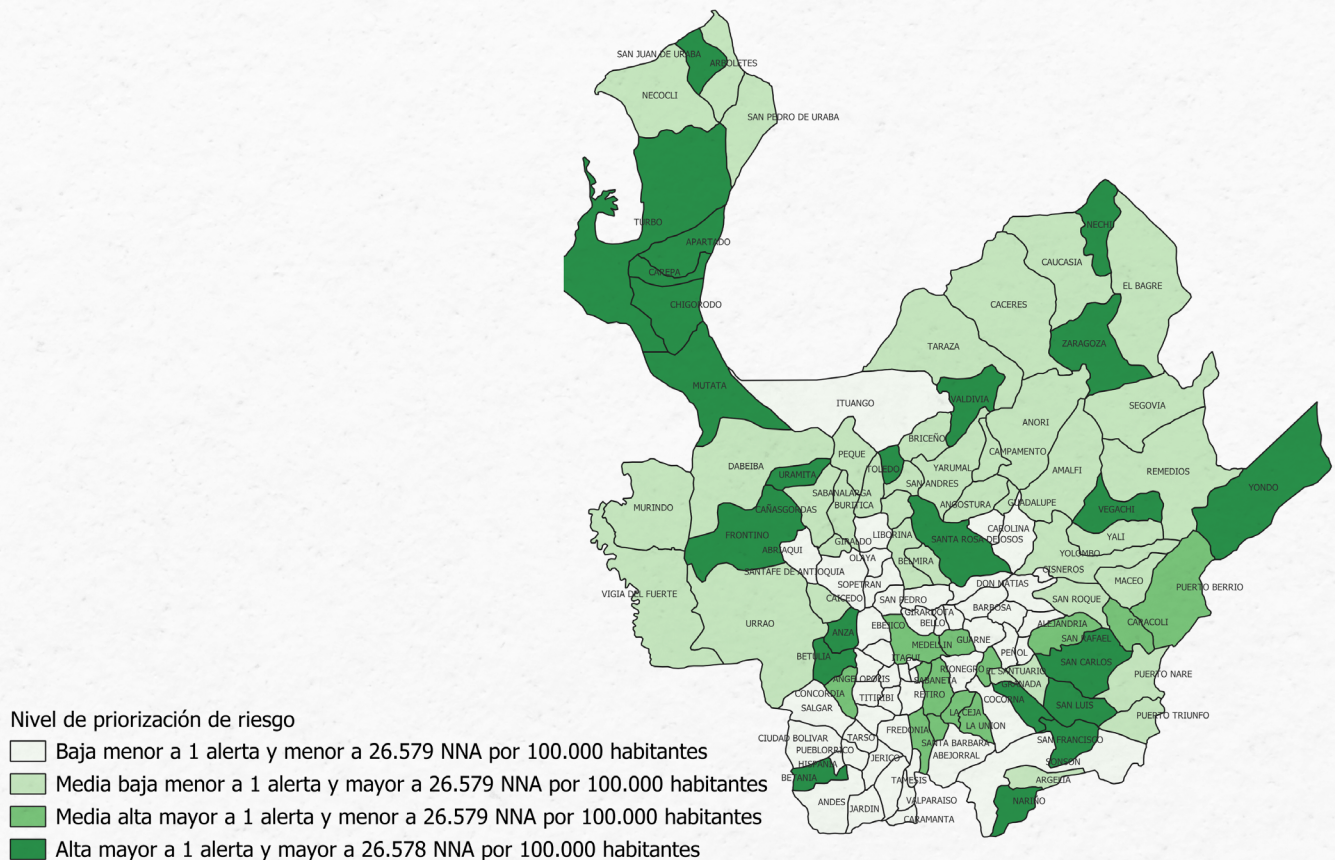 SAN JUAN DE URABA
ARBOLETES
NECOCLI
SAN PEDRO DE URABA
TURBO
APARTADO
CAREPA
CHIGORODO
MUTATA
NECHI
CAUCASIA
EL BAGRE
CACERES
ZARAGOZA
TARAZA
VALDIVIA
ITUANGO
SEGOVIA
ANORI
BRICEÑO
CAMPAMENTO
PEQUE
DABEIBA
TOLEDO
YARUMAL
AMALFI
REMEDIOS
URAMITA
SAN ANDRES
YONDO
SABANALARGA
BURITICA
ANGOSTURA
GUADALUPE
MURINDO
CAÑASGORDAS
VEGACHI
CAROLINA
LIBORINA
FRONTINO
GIRALDO
SANTA ROSA DE OSOS
YALI
ABRIAQUI
OLAYA
YOLOMBO
BELMIRA
SANTAFE DE ANTIOQUIA
CISNEROS
SOPETRAN
DON MATIAS
MACEO
PUERTO BERRIO
VIGIA DEL FUERTE
CAICEDO
SAN PEDRO
SAN ROQUE
BARBOSA
GIRARDOTA
URRAO
EBEJICO
BELLO
ALEJANDRIA
CARACOLI
ANZA
GUARNE
SAN RAFAEL
MEDELLIN
PEÑOL
BETULIA
ITAGUI
SAN CARLOS
RIONEGRO
EL SANTUARIO
PUERTO NARE
ANGELOPOLIS
SABANETA
GRANADA
CONCORDIA
TITIRIBI
RETIRO
COCORNA
SALGAR
SAN LUIS
LA CEJA
PUERTO TRIUNFO
LA UNION
FREDONIA
CIUDAD BOLIVAR
TARSO
SANTA BARBARA
SAN FRANCISCO
PUEBLORRICO
JERICO
ABEJORRAL
HISPANIA
SONSON
BETANIA
TAMESIS
ARGELIA
ANDES
JARDIN
VALPARAISO
NARIÑO
CARAMANTA
Nivel de priorización de riesgo
Baja menor a 1 alerta y menor a 26.579 NNA por 100.000 habitantes
Media baja menor a 1 alerta y mayor a 26.579 NNA por 100.000 habitantes
Media alta mayor a 1 alerta y menor a 26.579 NNA por 100.000 habitantes
Alta mayor a 1 alerta y mayor a 26.578 NNA por 100.000 habitantes